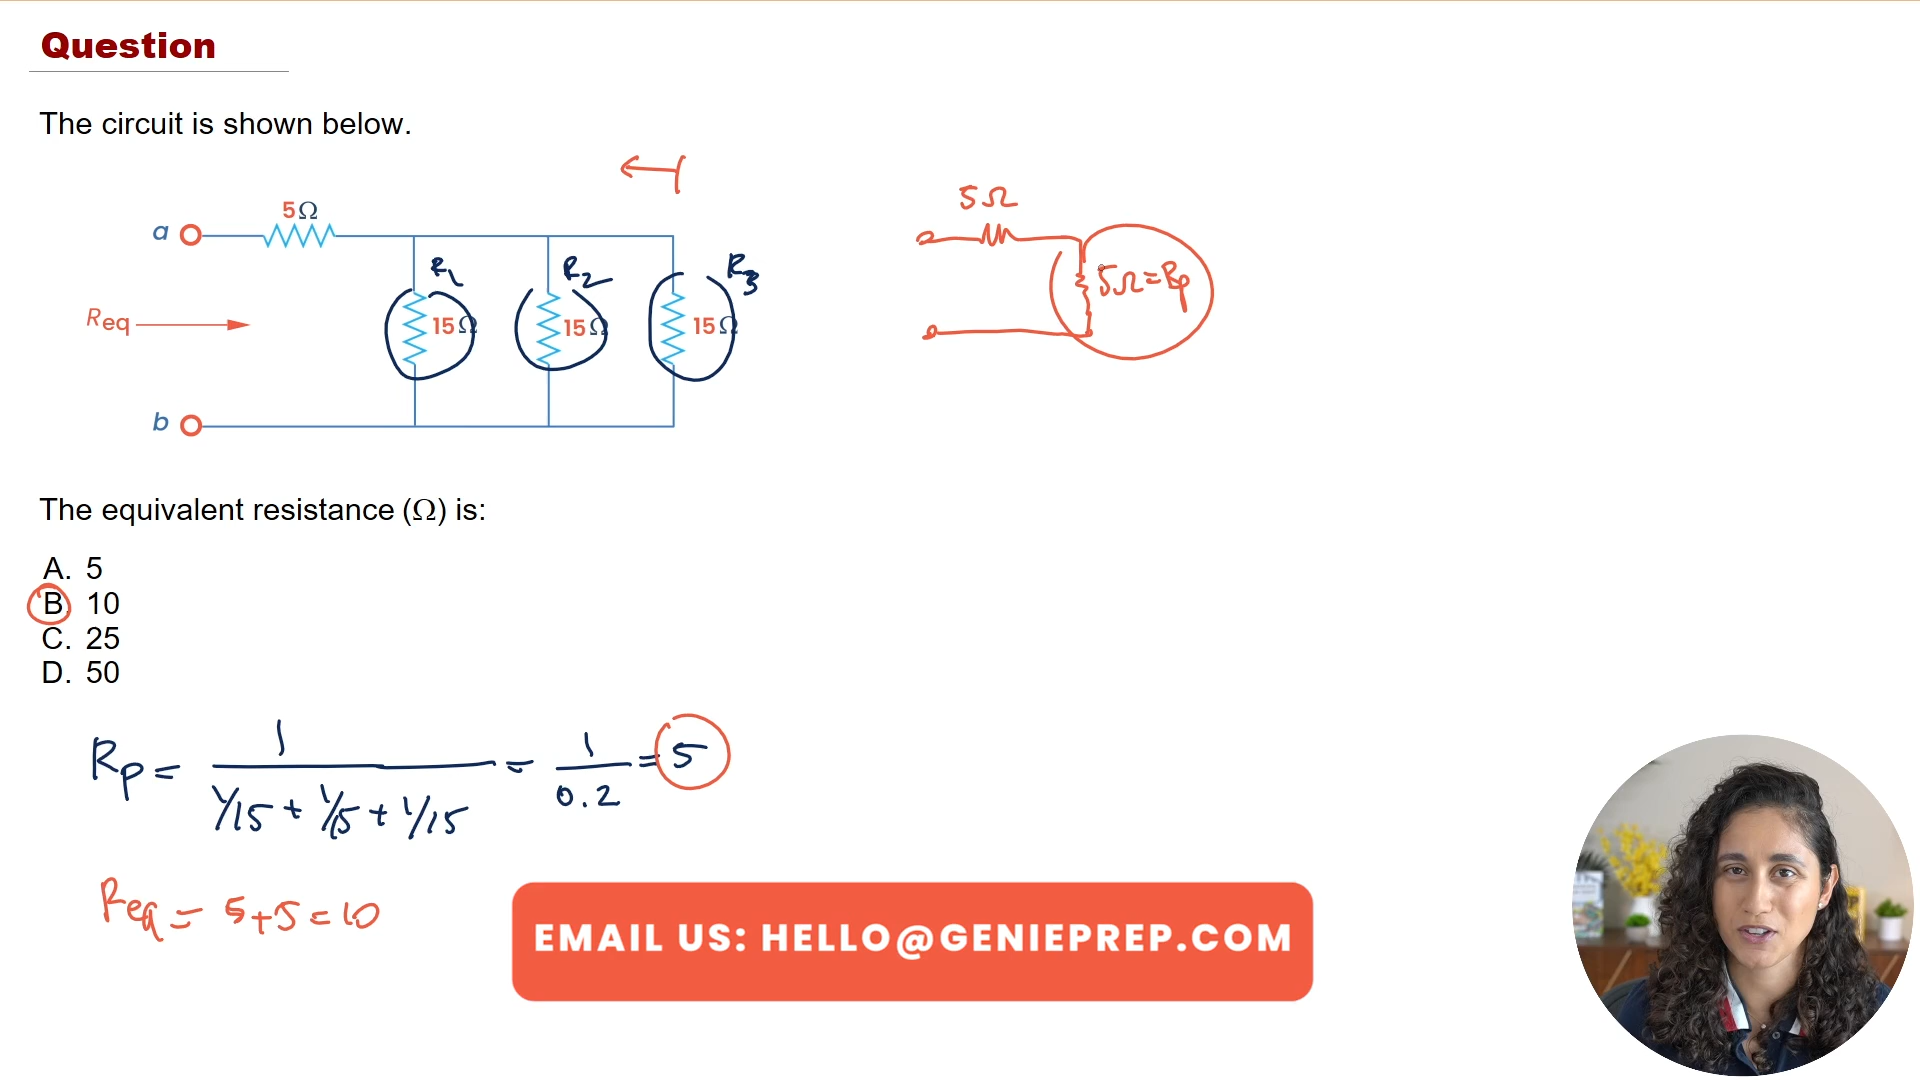 Question
The circuit is shown below.
5Ω
5Ω
a
R1
R2
R3
5Ω=Rp
Req
15Ω
15Ω
15Ω
b
The equivalent resistance (Ω) is:
A. 5
B. 10
C. 25
D. 50
Rp = 1 / (1/15 + 1/15 + 1/15) = 1 / 0.2 = 5
Req = 5+5=10
EMAIL US: HELLO@GENIEPREP.COM